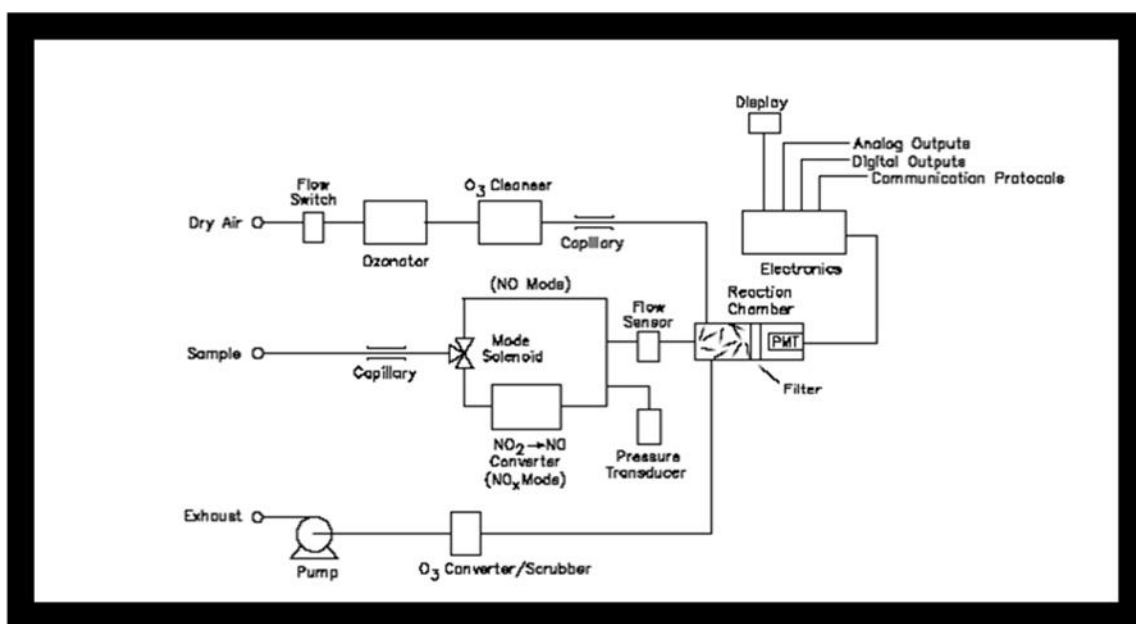 Display
Analog Outputs
Digital Outputs
Communication Protocals
Flow
Switch
O₃ Cleanser
Dry Air
Ozonator
Capillary
Electronics
(NO Mode)
Flow
Sensor
Reaction
Chamber
PMT
Filter
Sample
Capillary
Mode
Solenoid
NO₂→NO
Converter
(NOₓ Mode)
Pressure
Transducer
Exhaust
Pump
O₃ Converter/Scrubber